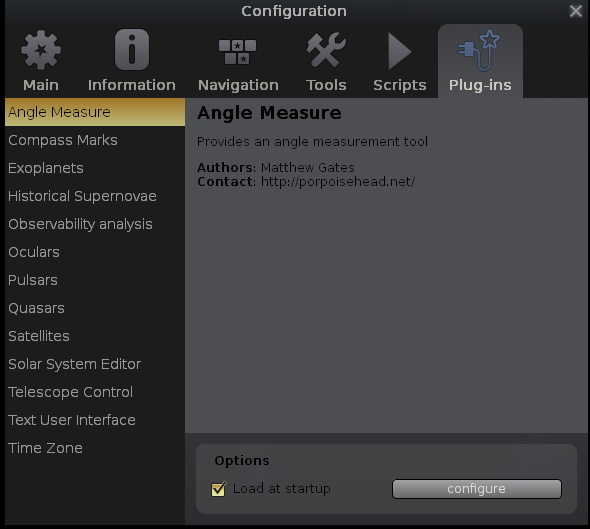 Configuration
Main Information Navigation Tools Scripts Plug-ins
Angle Measure
Compass Marks
Exoplanets
Historical Supernovae
Observability analysis
Oculars
Pulsars
Quasars
Satellites
Solar System Editor
Telescope Control
Text User Interface
Time Zone
Angle Measure
Provides an angle measurement tool
Authors: Matthew Gates
Contact: http://porpoisehead.net/
Options
Load at startup configure